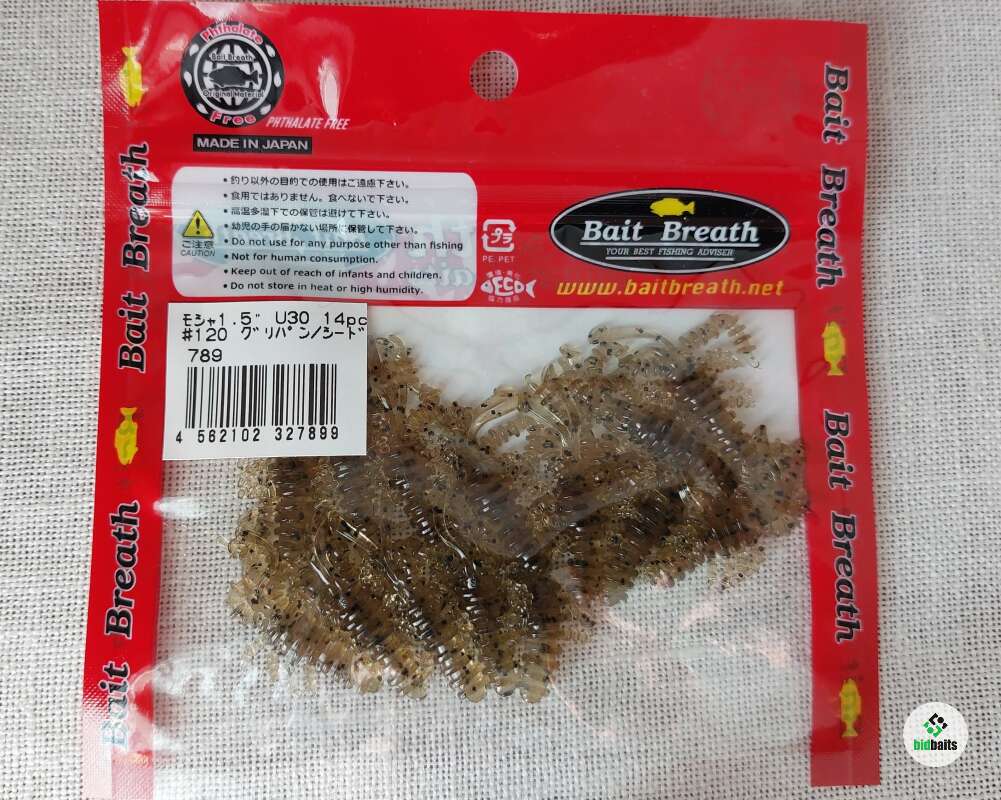 Phthalate
Bait Breath
Original Material
Free
PHTHALATE FREE
MADE IN JAPAN
ご注意
CAUTION
・釣り以外の目的での使用はご遠慮下さい。
・食用ではありません。食べないで下さい。
・高温多湿下での保管は避けて下さい。
・幼児の手の届かない場所に保管して下さい。
・Do not use for any purpose other than fishing
・Not for human consumption.
・Keep out of reach of infants and children.
・Do not store in heat or high humidity.
プラ
PE. PET
ECO
Bait Breath
YOUR BEST FISHING ADVISER
www.baitbreath.net
モシャ1.5" U30 14pc
#120 グリパン/シード
789
4 562102 327899
Bait Breath
Bait Breath
Bait
Bait Breath
Bait Breath
bidbaits